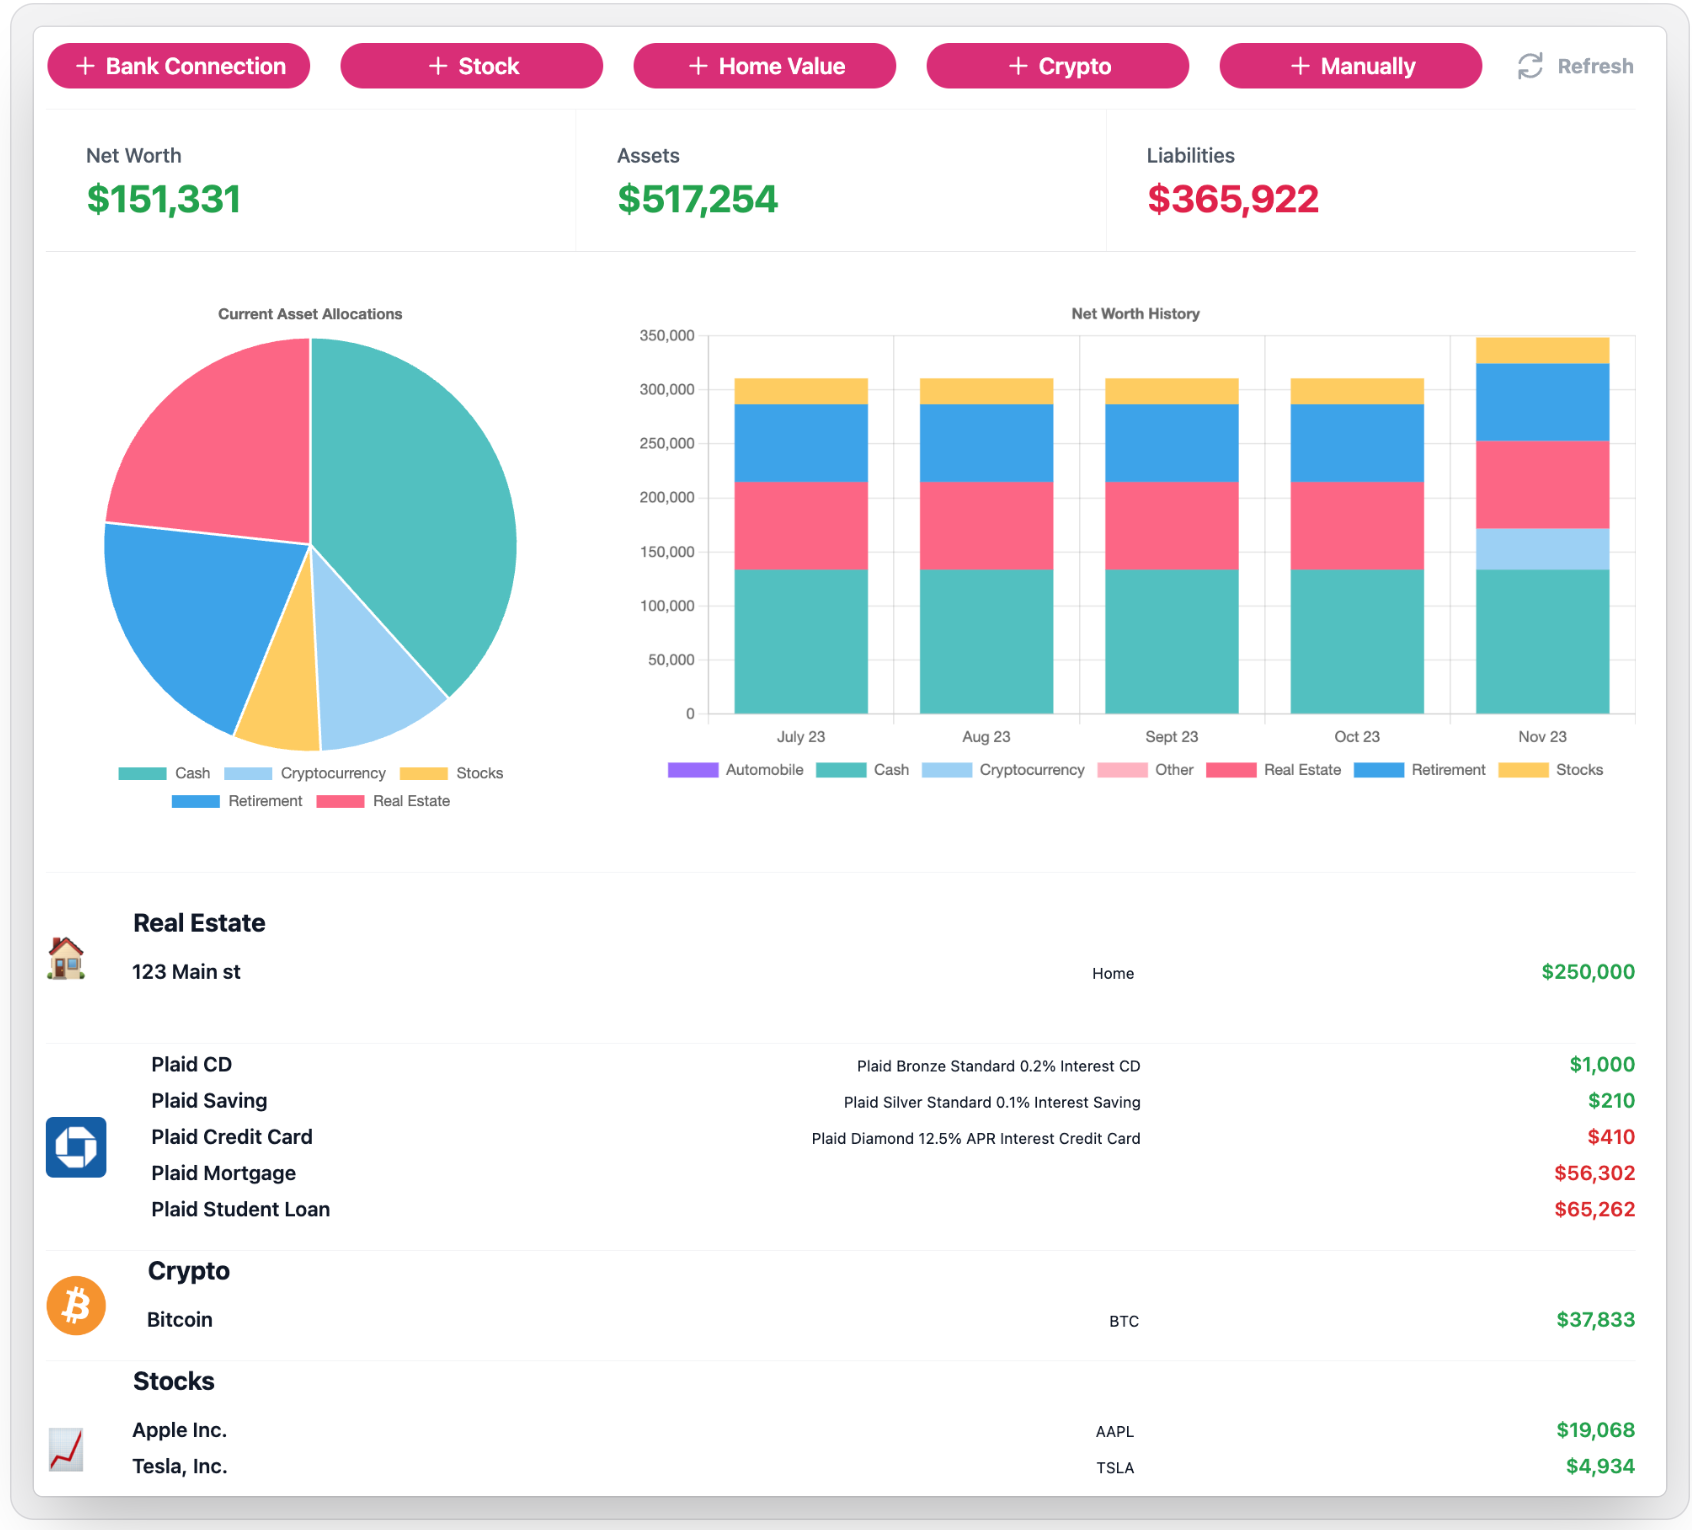 + Bank Connection + Stock + Home Value + Crypto + Manually Refresh
Net Worth Assets Liabilities
$151,331 $517,254 $365,922
Current Asset Allocations
Cash Cryptocurrency Stocks
Retirement Real Estate
Net Worth History
350,000
300,000
250,000
200,000
150,000
100,000
50,000
0
July 23 Aug 23 Sept 23 Oct 23 Nov 23
Automobile Cash Cryptocurrency Other Real Estate Retirement Stocks
Real Estate
123 Main st Home $250,000
Plaid CD Plaid Bronze Standard 0.2% Interest CD $1,000
Plaid Saving Plaid Silver Standard 0.1% Interest Saving $210
Plaid Credit Card Plaid Diamond 12.5% APR Interest Credit Card $410
Plaid Mortgage $56,302
Plaid Student Loan $65,262
Crypto
Bitcoin BTC $37,833
Stocks
Apple Inc. AAPL $19,068
Tesla, Inc. TSLA $4,934